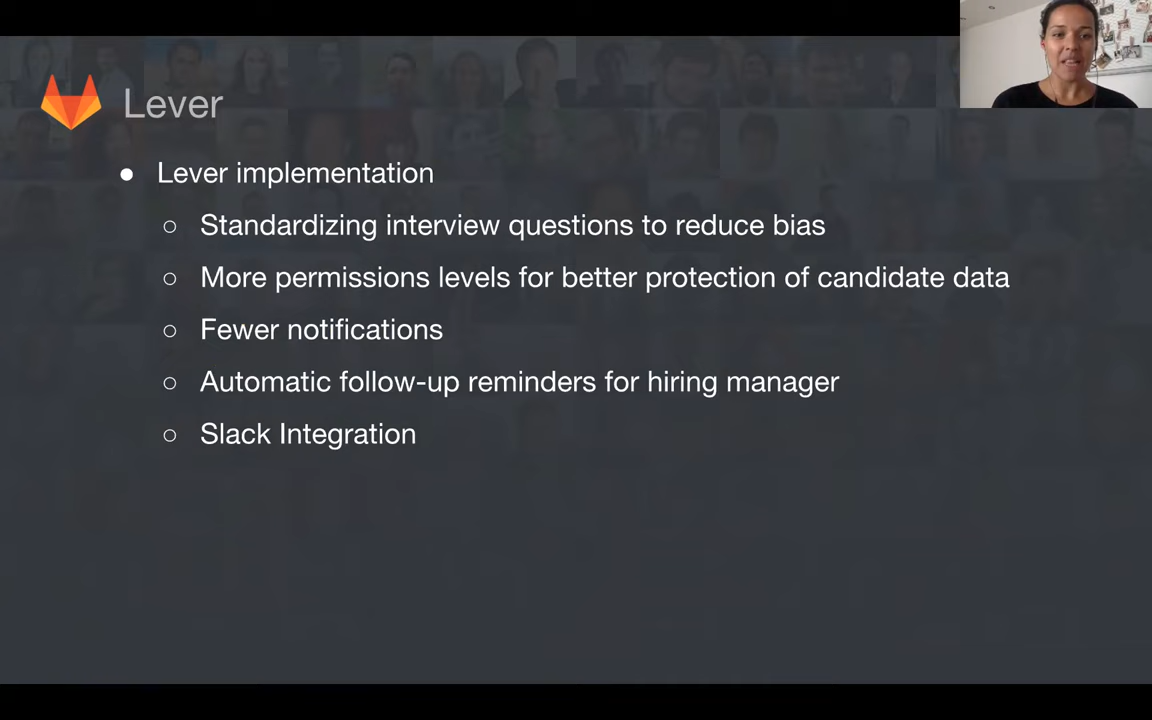 Lever
● Lever implementation
○ Standardizing interview questions to reduce bias
○ More permissions levels for better protection of candidate data
○ Fewer notifications
○ Automatic follow-up reminders for hiring manager
○ Slack Integration